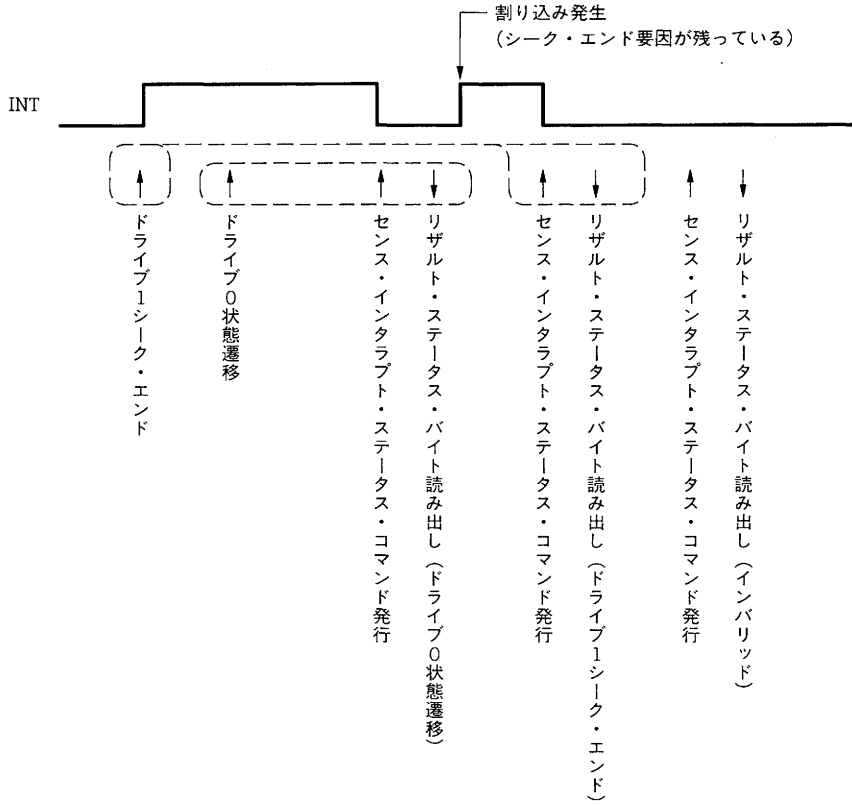 割り込み発生
（シーク・エンド要因が残っている）
INT
ドライブ1シーク・エンド
ドライブ0状態遷移
センス・インタラプト・ステータス・コマンド発行
リザルト・ステータス・バイト読み出し（ドライブ0状態遷移）
センス・インタラプト・ステータス・コマンド発行
リザルト・ステータス・バイト読み出し（ドライブ1シーク・エンド）
センス・インタラプト・ステータス・コマンド発行
リザルト・ステータス・バイト読み出し（インバリッド）